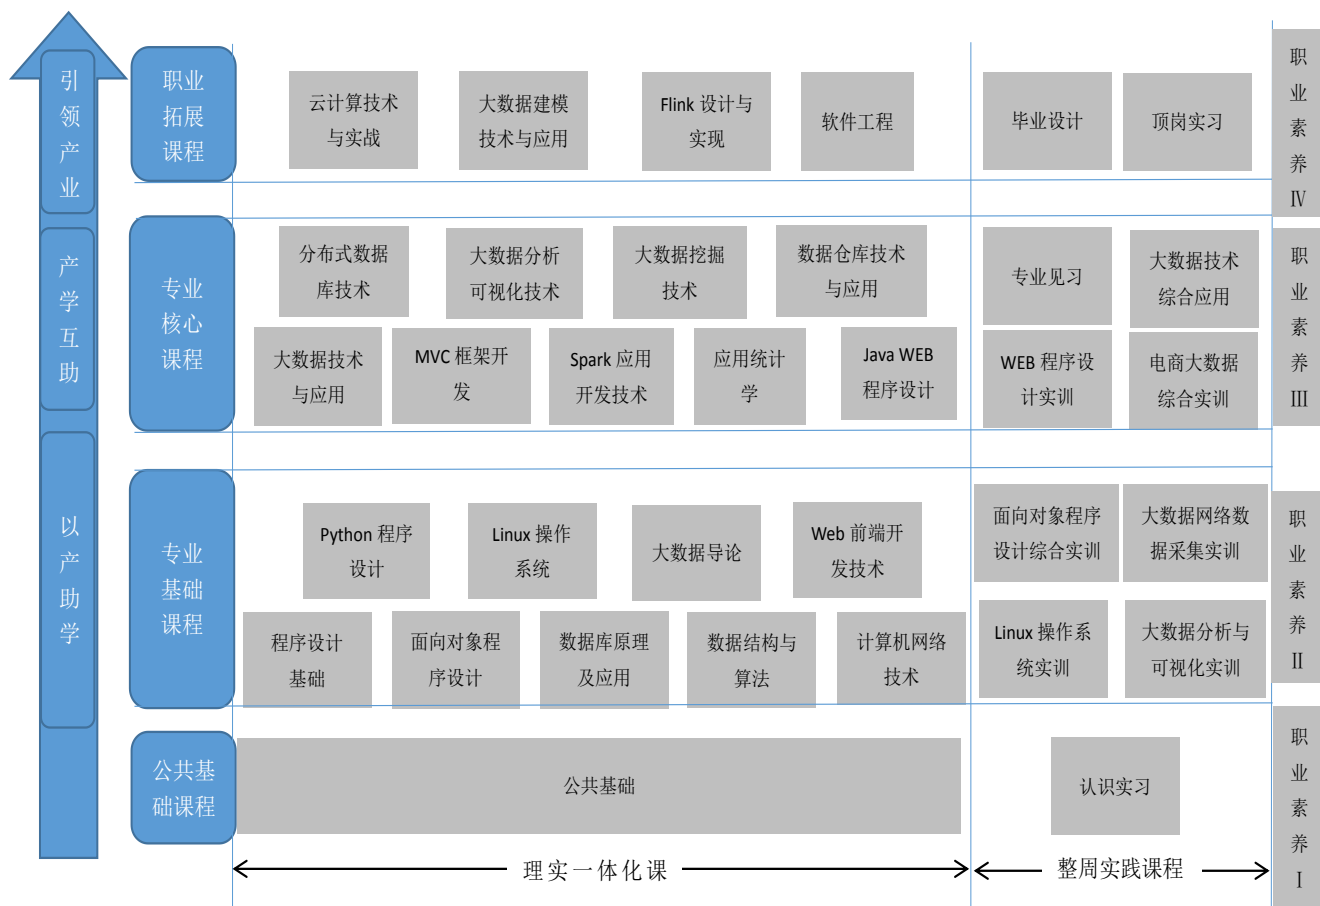 引
领
产
业
产
学
互
助
以
产
助
学
职业
拓展
课程
云计算技术
与实战
大数据建模
技术与应用
Flink 设计与
实现
软件工程
毕业设计
顶岗实习
职
业
素
养
Ⅳ
专业
核心
课程
分布式数据
库技术
大数据分析
可视化技术
大数据挖掘
技术
数据仓库技术
与应用
专业见习
大数据技术
综合应用
大数据技术
与应用
MVC 框架开
发
Spark 应用
开发技术
应用统计
学
Java WEB
程序设计
WEB 程序设
计实训
电商大数据
综合实训
职
业
素
养
Ⅲ
专业
基础
课程
Python 程序
设计
Linux 操作
系统
大数据导论
Web 前端开
发技术
面向对象程序
设计综合实训
大数据网络数
据采集实训
程序设计
基础
面向对象程
序设计
数据库原理
及应用
数据结构与
算法
计算机网络
技术
Linux 操作系
统实训
大数据分析与
可视化实训
职
业
素
养
Ⅱ
公共基
础课程
公共基础
认识实习
职
业
素
养
Ⅰ
理实一体化课
整周实践课程